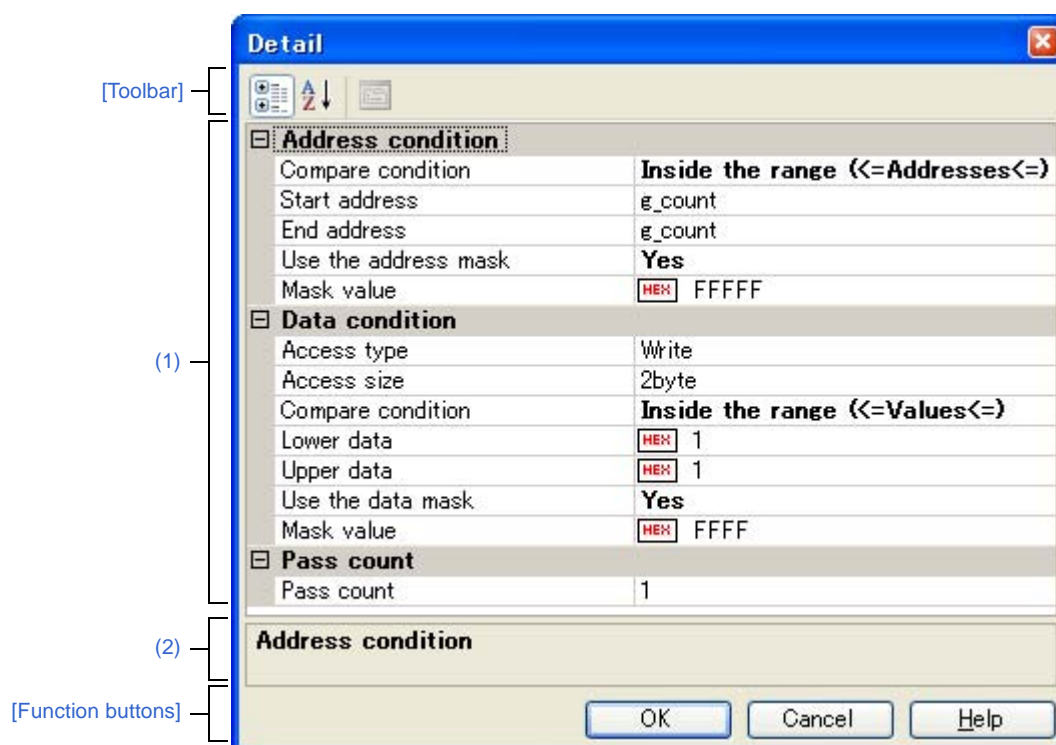 Detail
[Toolbar]
A
Z
Address condition
Compare condition Inside the range (<=Addresses<=)
Start address g_count
End address g_count
Use the address mask Yes
Mask value HEX FFFFF
Data condition
(1)
Access type Write
Access size 2byte
Compare condition Inside the range (<=Values<=)
Lower data HEX 1
Upper data HEX 1
Use the data mask Yes
Mask value HEX FFFF
Pass count
Pass count 1
(2)
Address condition
[Function buttons]
OK Cancel Help